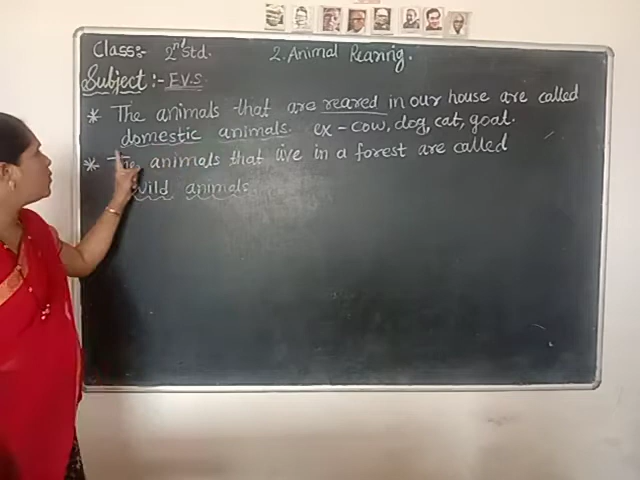 Class:- 2nd Std. 2. Animal Rearing.
Subject :- E.V.S
* The animals that are reared in our house are called
domestic animals. ex - cow, dog, cat, goat.
* The animals that live in a forest are called
wild animals.